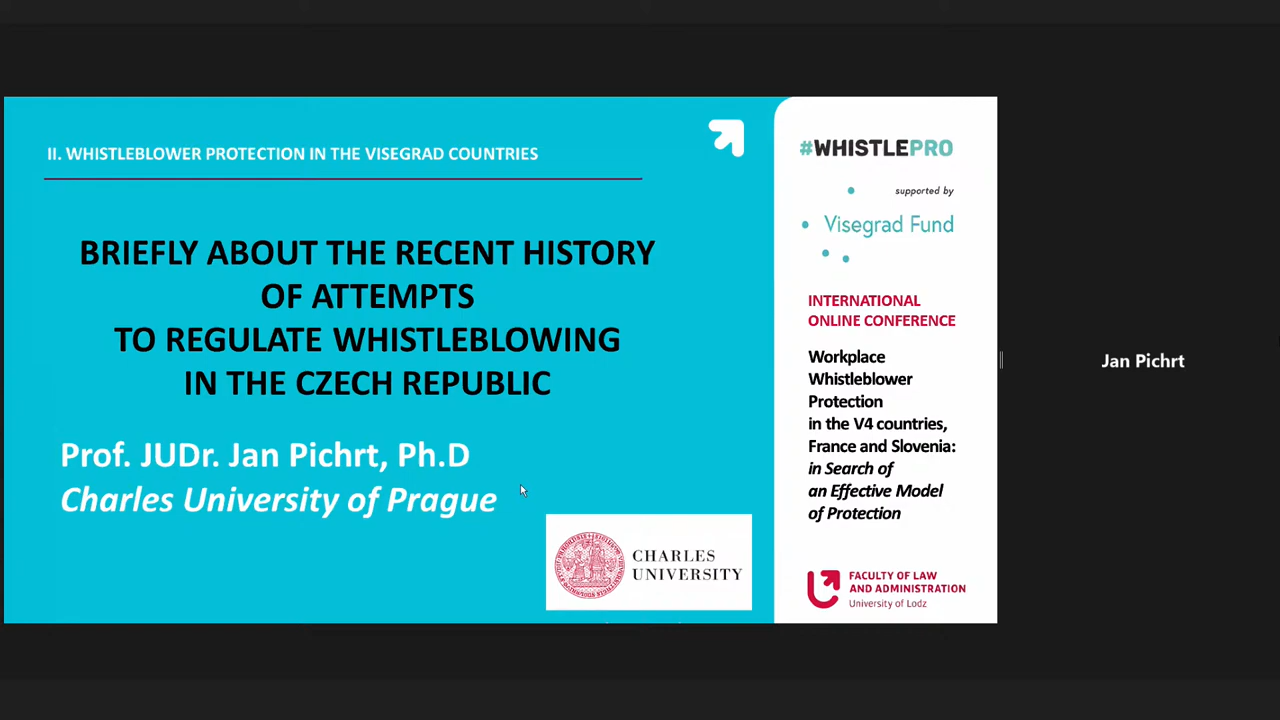 II. WHISTLEBLOWER PROTECTION IN THE VISEGRAD COUNTRIES
BRIEFLY ABOUT THE RECENT HISTORY
OF ATTEMPTS
TO REGULATE WHISTLEBLOWING
IN THE CZECH REPUBLIC
Prof. JUDr. Jan Pichrt, Ph.D
Charles University of Prague
CHARLES
UNIVERSITY
#WHISTLEPRO
supported by
Visegrad Fund
INTERNATIONAL
ONLINE CONFERENCE
Workplace
Whistleblower
Protection
in the V4 countries,
France and Slovenia:
in Search of
an Effective Model
of Protection
FACULTY OF LAW
AND ADMINISTRATION
University of Lodz
Jan Pichrt